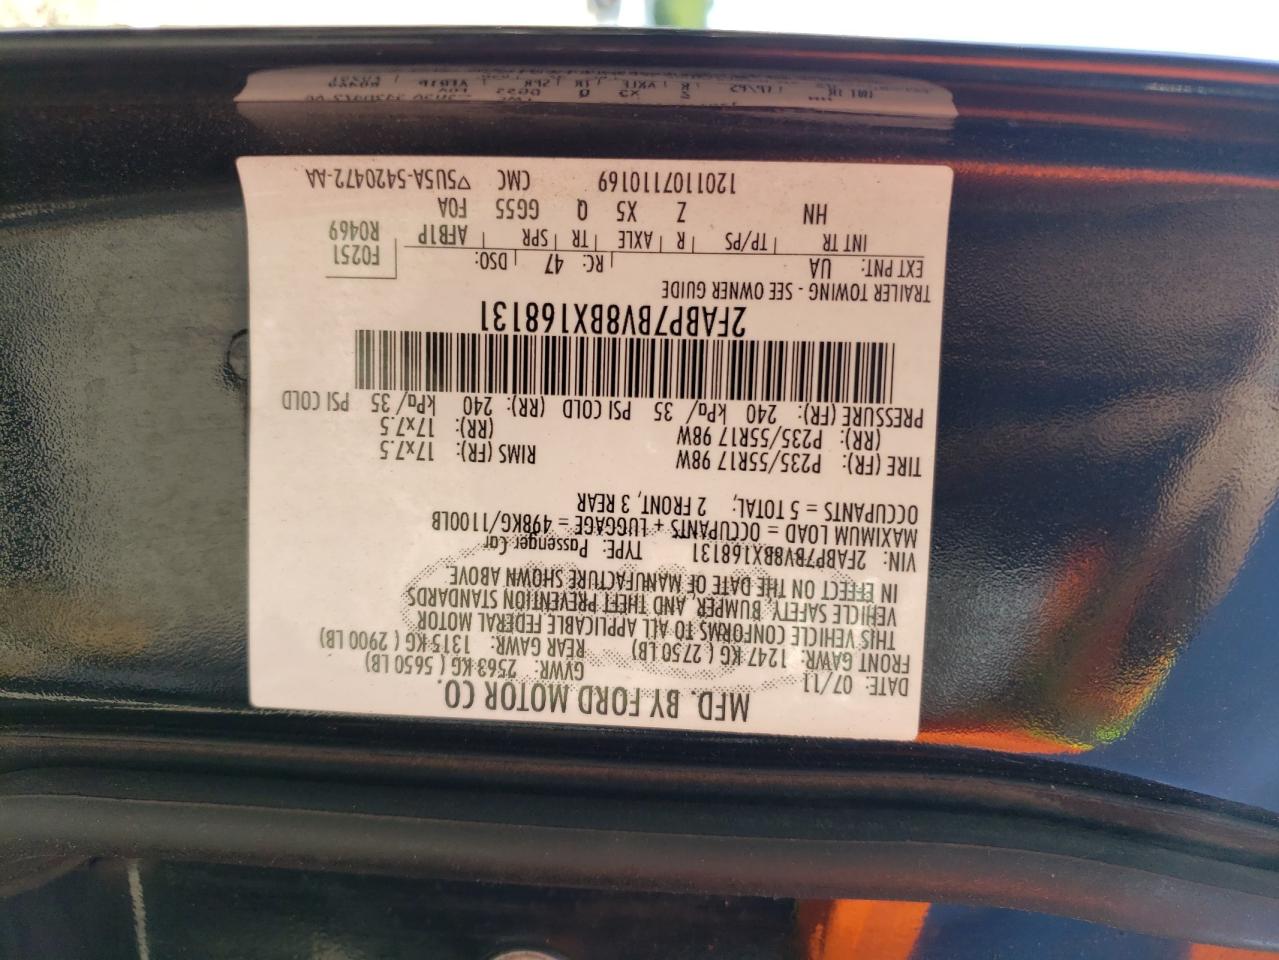 MFD. BY FORD MOTOR CO.
DATE: 07/11 GVWR: 2563 KG ( 5650 LB)
FRONT GAWR: 1247 KG ( 2750 LB) REAR GAWR: 1315 KG ( 2900 LB)
THIS VEHICLE CONFORMS TO ALL APPLICABLE FEDERAL MOTOR
VEHICLE SAFETY, BUMPER, AND THEFT PREVENTION STANDARDS
IN EFFECT ON THE DATE OF MANUFACTURE SHOWN ABOVE.
VIN: 2FABP7BV8BX168131 TYPE: Passenger Car
MAXIMUM LOAD = OCCUPANTS + LUGGAGE = 498KG/1100LB
OCCUPANTS = 5 TOTAL, 2 FRONT, 3 REAR
TIRE (FR): P235/55R17 98W RIMS (FR): 17x7.5
(RR): P235/55R17 98W (RR): 17x7.5
PRESSURE (FR): 240 kPa/ 35 PSI COLD (RR): 240 kPa/ 35 PSI COLD
2FABP7BV8BX168131
TRAILER TOWING - SEE OWNER GUIDE
EXT PNT: UA RC: 47 DSO: F0251
INT TR TP/PS R AXLE TR SPR AFB1P R0469
HN Z X5 Q GG55 FOA
1201107110169 CMC ▽5U5A-5420472-AA